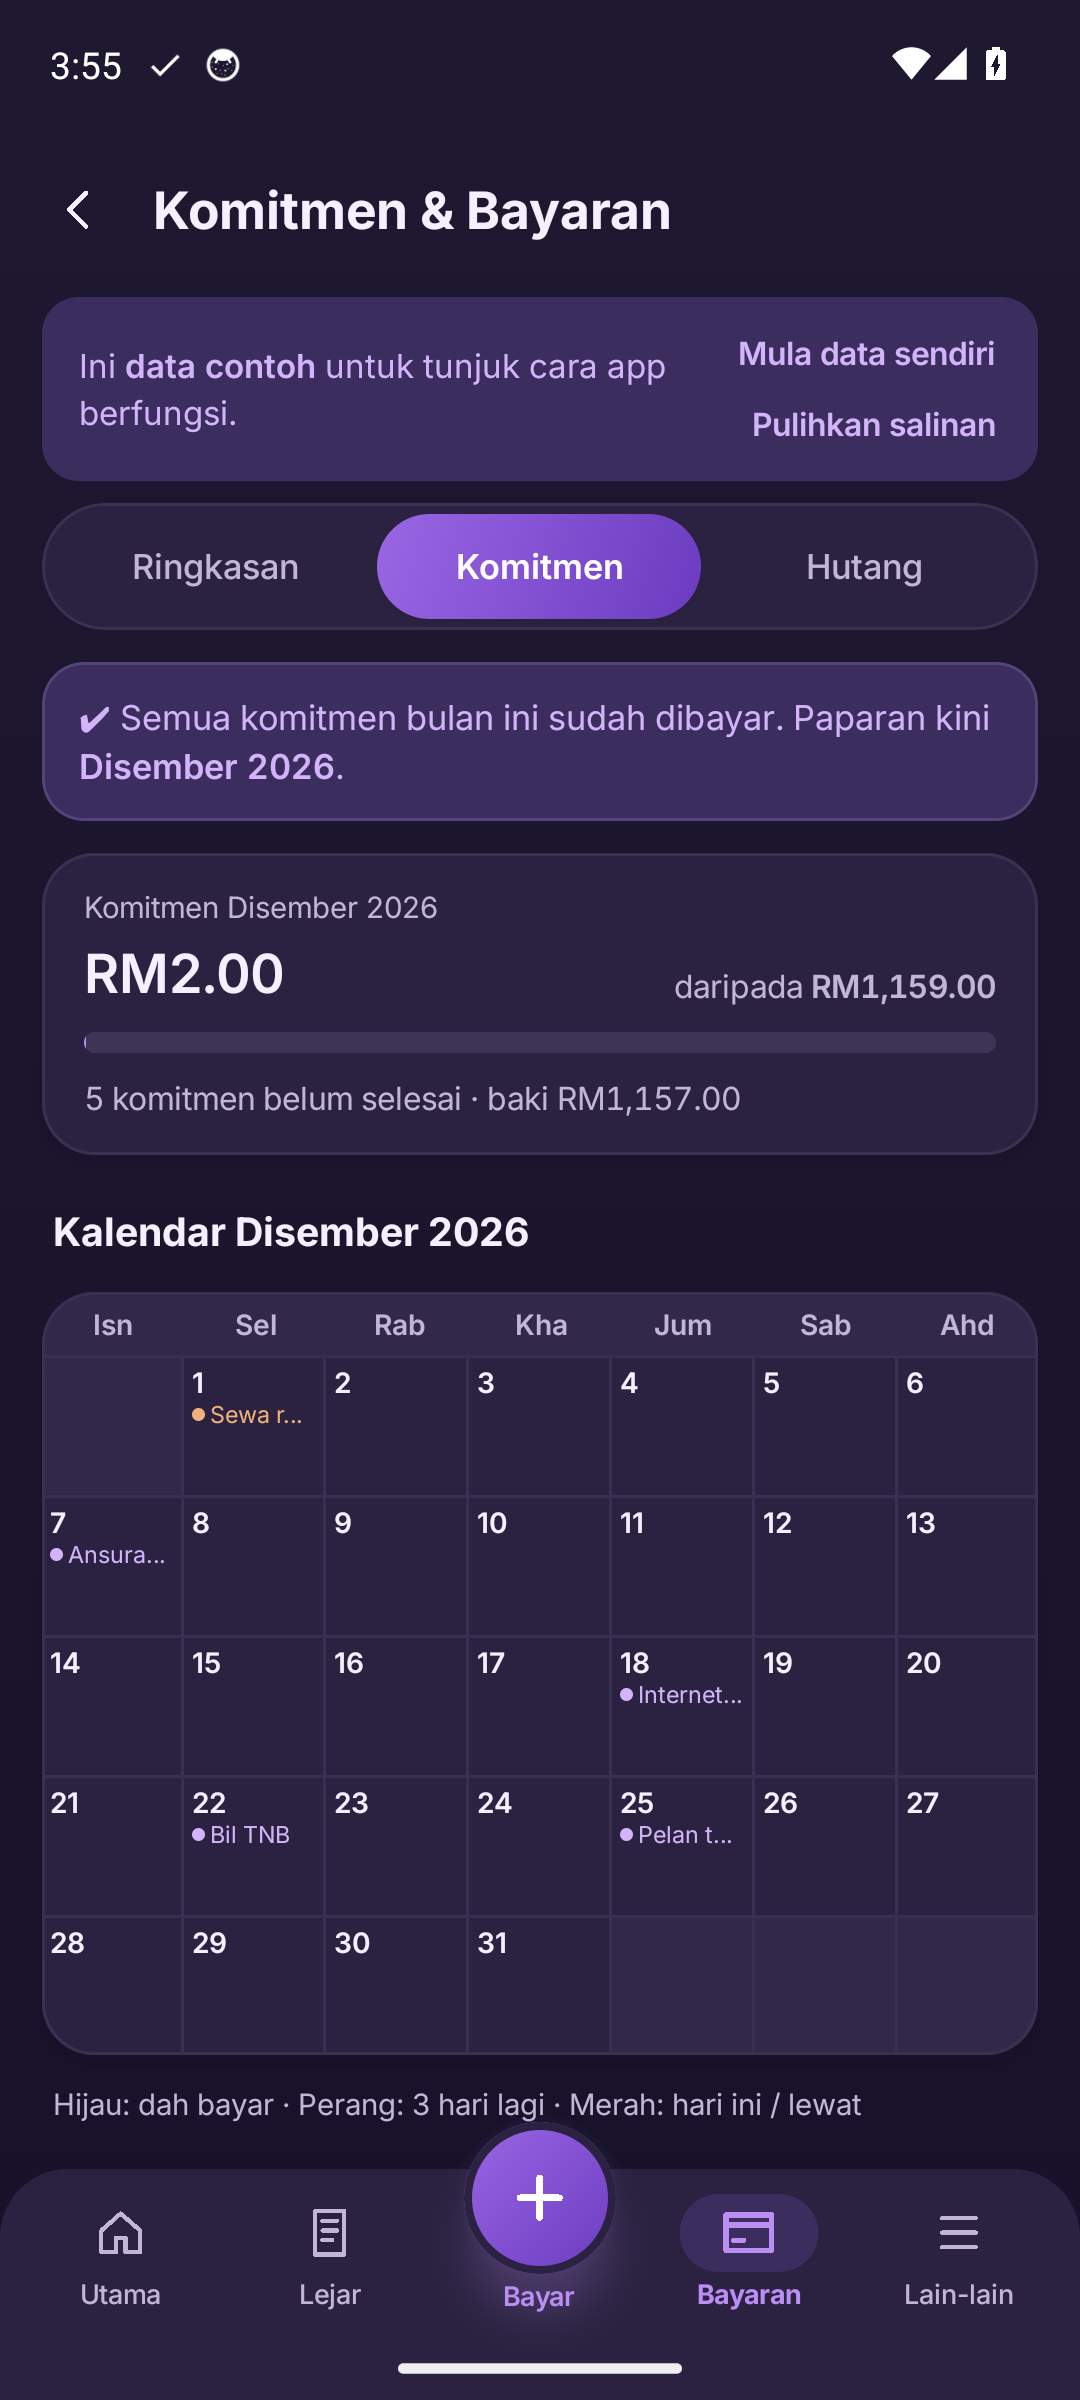 3:55
Komitmen & Bayaran
Ini data contoh untuk tunjuk cara app
berfungsi.
Mula data sendiri
Pulihkan salinan
Ringkasan
Komitmen
Hutang
✔ Semua komitmen bulan ini sudah dibayar. Paparan kini
Disember 2026.
Komitmen Disember 2026
RM2.00
daripada RM1,159.00
5 komitmen belum selesai · baki RM1,157.00
Kalendar Disember 2026
Isn Sel Rab Kha Jum Sab Ahd
1 2 3 4 5 6
Sewa r...
7 8 9 10 11 12 13
Ansura...
14 15 16 17 18 19 20
Internet...
21 22 23 24 25 26 27
Bil TNB Pelan t...
28 29 30 31
Hijau: dah bayar · Perang: 3 hari lagi · Merah: hari ini / lewat
Utama
Lejar
Bayar
Bayaran
Lain-lain